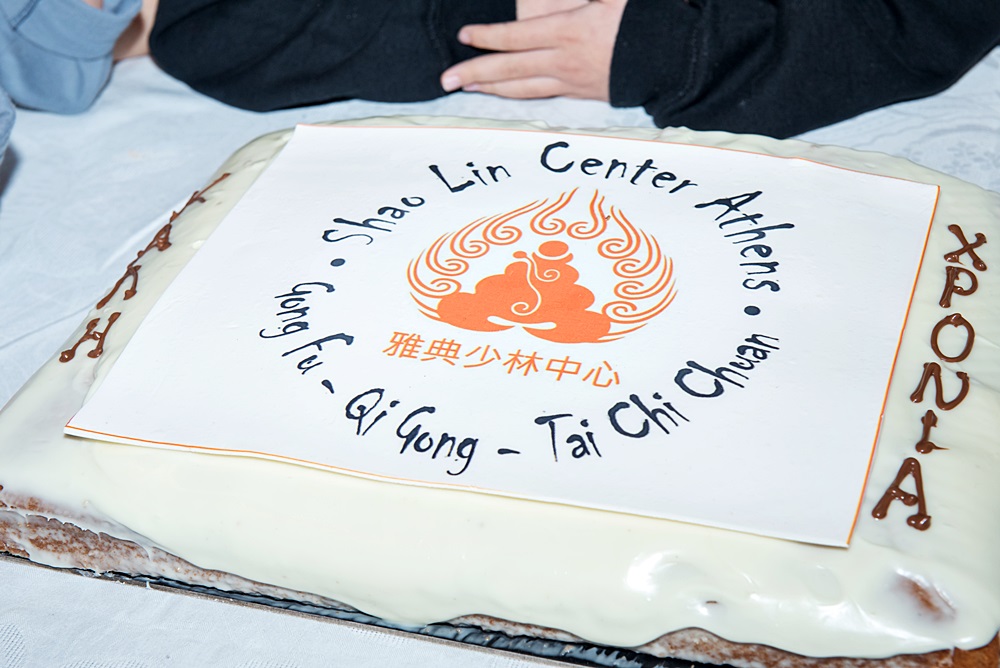 Shao Lin Center Athens •
Gong fu - Qi Gong - Tai Chi Chuan •
雅典少林中心
ΧΡΟΝΙΑ